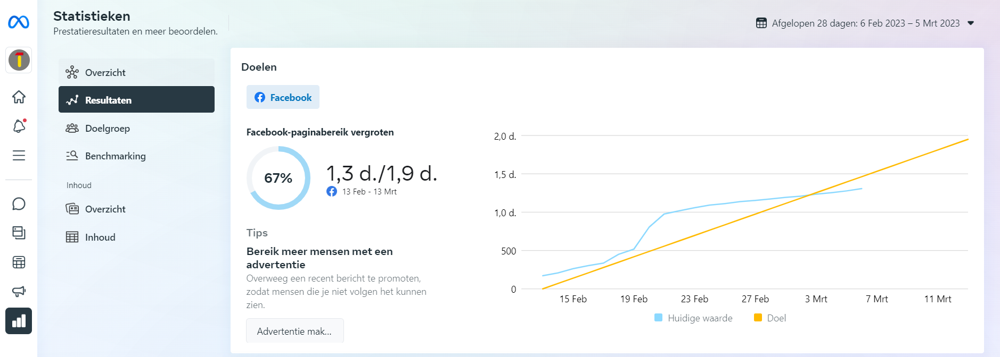 Statistieken
Prestatieresultaten en meer beoordelen.
Afgelopen 28 dagen: 6 Feb 2023 – 5 Mrt 2023
Overzicht
Resultaten
Doelgroep
Benchmarking
Inhoud
Overzicht
Inhoud
Doelen
Facebook
Facebook-paginabereik vergroten
67%
1,3 d./1,9 d.
13 Feb - 13 Mrt
Tips
Bereik meer mensen met een
advertentie
Overweeg een recent bericht te promoten,
zodat mensen die je niet volgen het kunnen
zien.
Advertentie mak...
2,0 d.
1,5 d.
1,0 d.
500
0
15 Feb 19 Feb 23 Feb 27 Feb 3 Mrt 7 Mrt 11 Mrt
Huidige waarde Doel